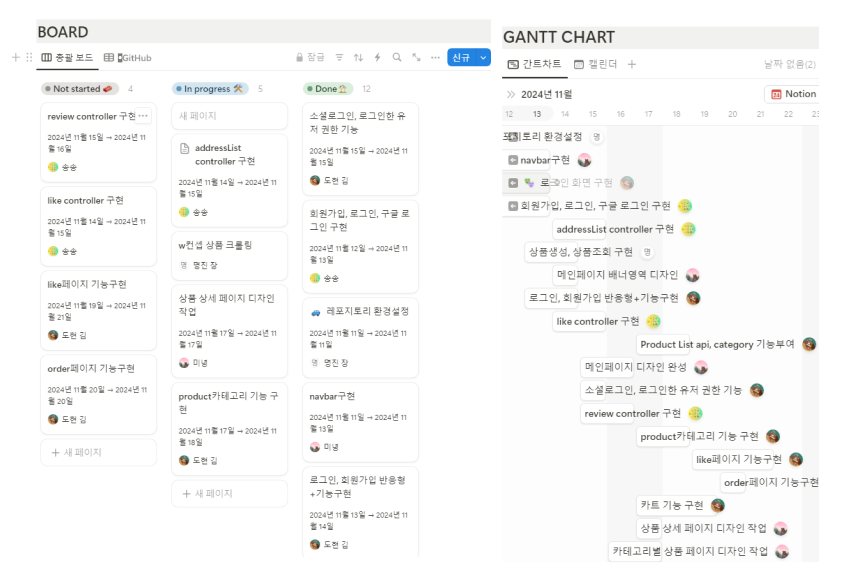 BOARD
총괄 보드
GitHub
잠금
신규
Not started
4
review controller 구현
2024년 11월 15일 → 2024년 11
월 16일
송송
like controller 구현
2024년 11월 14일 → 2024년 11
월 15일
송송
like페이지 기능구현
2024년 11월 19일 → 2024년 11
월 21일
도현 김
order페이지 기능구현
2024년 11월 20일 → 2024년 11
월 20일
도현 김
+ 새 페이지
In progress
5
새 페이지
addressList
controller 구현
2024년 11월 14일 → 2024년 11
월 15일
송송
w컨셉 상품 크롤링
명 명진 장
상품 상세 페이지 디자인
작업
2024년 11월 17일 → 2024년 11
월 17일
미녕
product카테고리 기능 구
현
2024년 11월 17일 → 2024년 11
월 18일
도현 김
+ 새 페이지
Done
12
소셜로그인, 로그인한 유
저 권한 기능
2024년 11월 15일 → 2024년 11
월 15일
도현 김
회원가입, 로그인, 구글 로
그인 구현
2024년 11월 12일 → 2024년 11
월 13일
송송
레포지토리 환경설정
2024년 11월 11일 → 2024년 11
월 11일
명 명진 장
navbar구현
2024년 11월 11일 → 2024년 11
월 13일
미녕
로그인, 회원가입 반응형
+기능구현
2024년 11월 13일 → 2024년 11
월 14일
도현 김
GANTT CHART
간트차트
캘린더
날짜 없음(2)
2024년 11월
Notion
12 13 14 15 16 17 18 19 20 21 22
포지토리 환경설정 명
navbar구현
로그인 화면 구현
회원가입, 로그인, 구글 로그인 구현
addressList controller 구현
상품생성, 상품조회 구현 명
메인페이지 배너영역 디자인
로그인, 회원가입 반응형+기능구현
like controller 구현
Product List api, category 기능부여
메인페이지 디자인 완성
소셜로그인, 로그인한 유저 권한 기능
review controller 구현
product카테고리 기능 구현
like페이지 기능구현
order페이지 기능구현
카트 기능 구현
상품 상세 페이지 디자인 작업
카테고리별 상품 페이지 디자인 작업